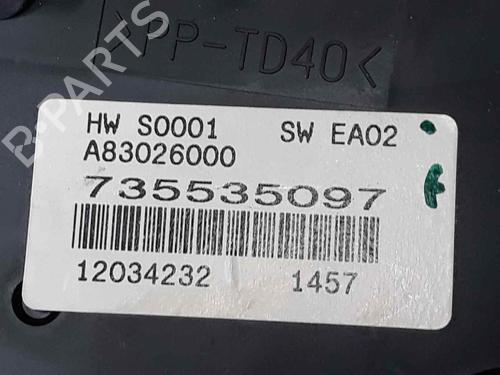 >PP-TD40<
HW S0001 SW EA02
A83026000
735535097
12034232 1457
B PARTS